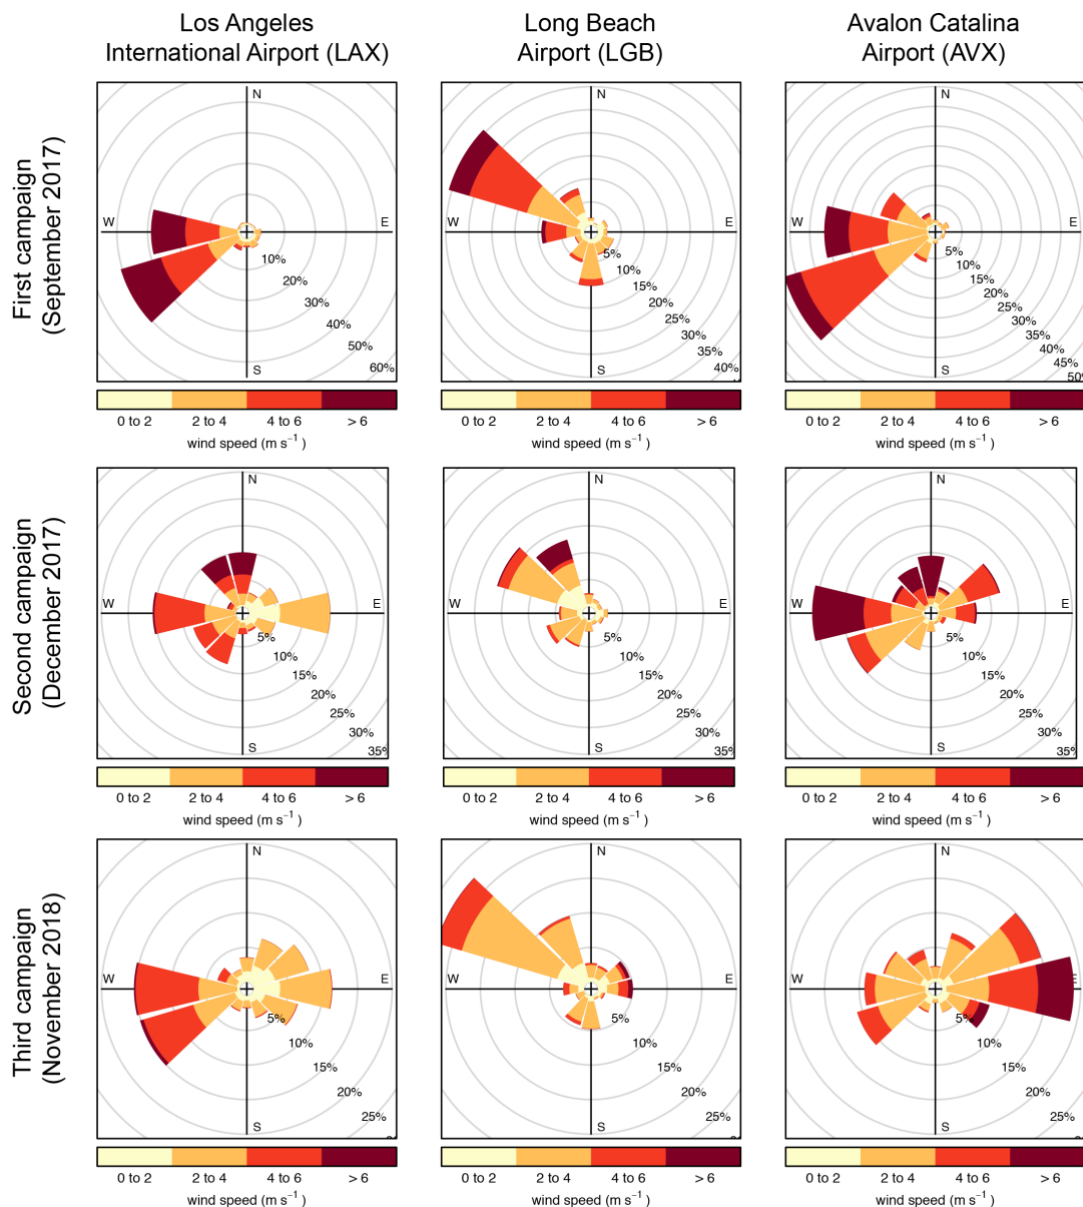 Los Angeles
International Airport (LAX)
Long Beach
Airport (LGB)
Avalon Catalina
Airport (AVX)
First campaign
(September 2017)
N
W E
S
10%
20%
30%
40%
50%
60%
0 to 2 2 to 4 4 to 6 > 6
wind speed (m s⁻¹)
N
W E
S
5%
10%
15%
20%
25%
30%
35%
40%
0 to 2 2 to 4 4 to 6 > 6
wind speed (m s⁻¹)
N
W E
S
5%
10%
15%
20%
25%
30%
35%
40%
45%
50%
0 to 2 2 to 4 4 to 6 > 6
wind speed (m s⁻¹)
Second campaign
(December 2017)
N
W E
S
5%
10%
15%
20%
25%
30%
35%
0 to 2 2 to 4 4 to 6 > 6
wind speed (m s⁻¹)
N
W E
S
5%
10%
15%
20%
25%
30%
35%
0 to 2 2 to 4 4 to 6 > 6
wind speed (m s⁻¹)
N
W E
S
5%
10%
15%
20%
25%
30%
35%
0 to 2 2 to 4 4 to 6 > 6
wind speed (m s⁻¹)
Third campaign
(November 2018)
N
W E
S
5%
10%
15%
20%
25%
0 to 2 2 to 4 4 to 6 > 6
wind speed (m s⁻¹)
N
W E
S
5%
10%
15%
20%
25%
0 to 2 2 to 4 4 to 6 > 6
wind speed (m s⁻¹)
N
W E
S
5%
10%
15%
20%
25%
0 to 2 2 to 4 4 to 6 > 6
wind speed (m s⁻¹)